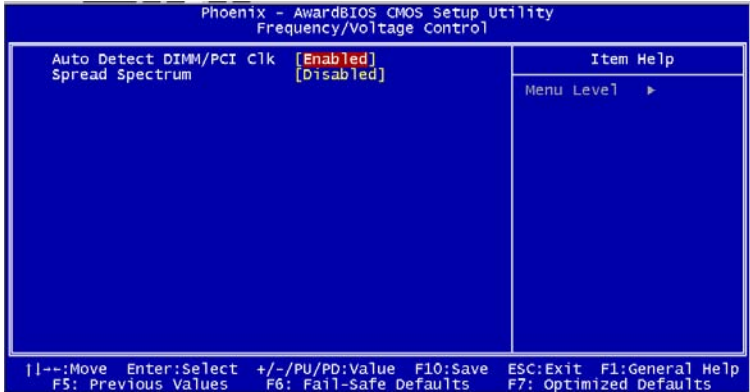 Phoenix - AwardBIOS CMOS Setup Utility
Frequency/Voltage Control
Auto Detect DIMM/PCI Clk [Enabled]
Spread Spectrum [Disabled]
Item Help
Menu Level ▶
↑↓→←:Move Enter:Select +/-/PU/PD:Value F10:Save ESC:Exit F1:General Help
F5: Previous Values F6: Fail-Safe Defaults F7: Optimized Defaults